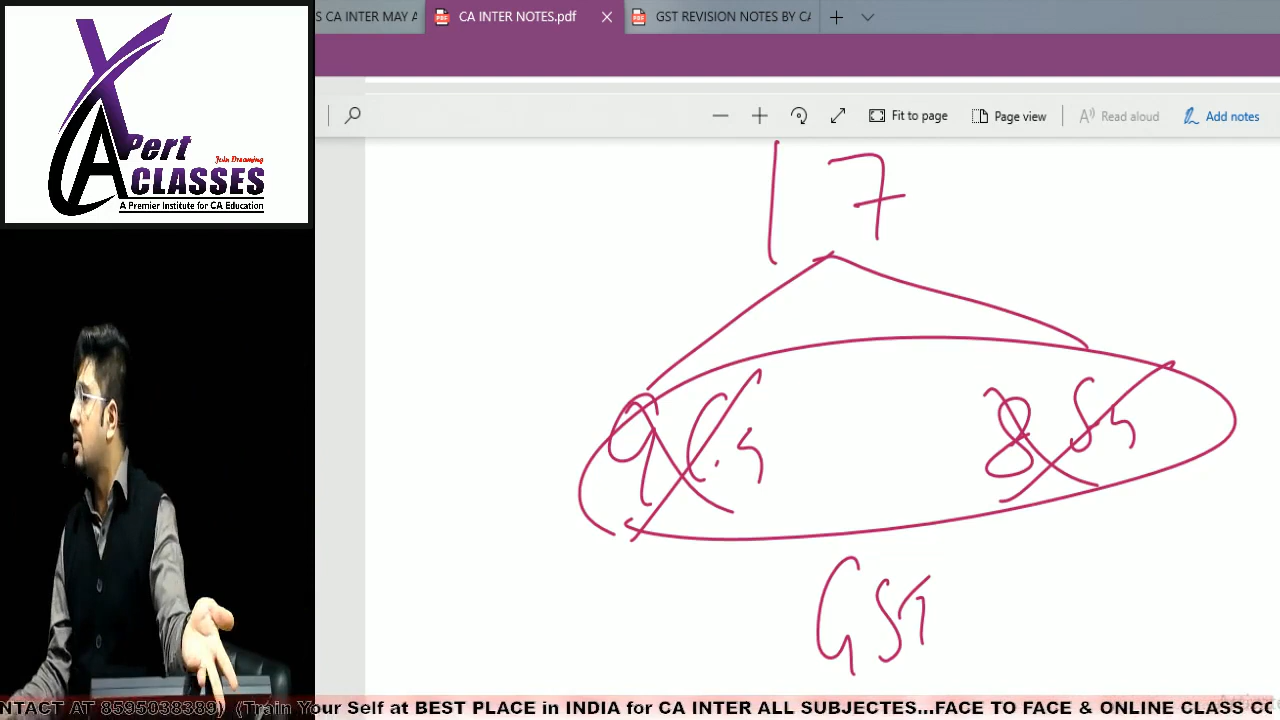 S CA INTER MAY A
CA INTER NOTES.pdf
GST REVISION NOTES BY CA
Fit to page
Page view
Read aloud
Add notes
XPert
Join Dreaming
CA CLASSES
A Premier Institute for CA Education
17
9 C.G
8 SG
GST
NTACT AT 8595038389) (Train Your Self at BEST PLACE in INDIA for CA INTER ALL SUBJECTES...FACE TO FACE & ONLINE CLASS CO